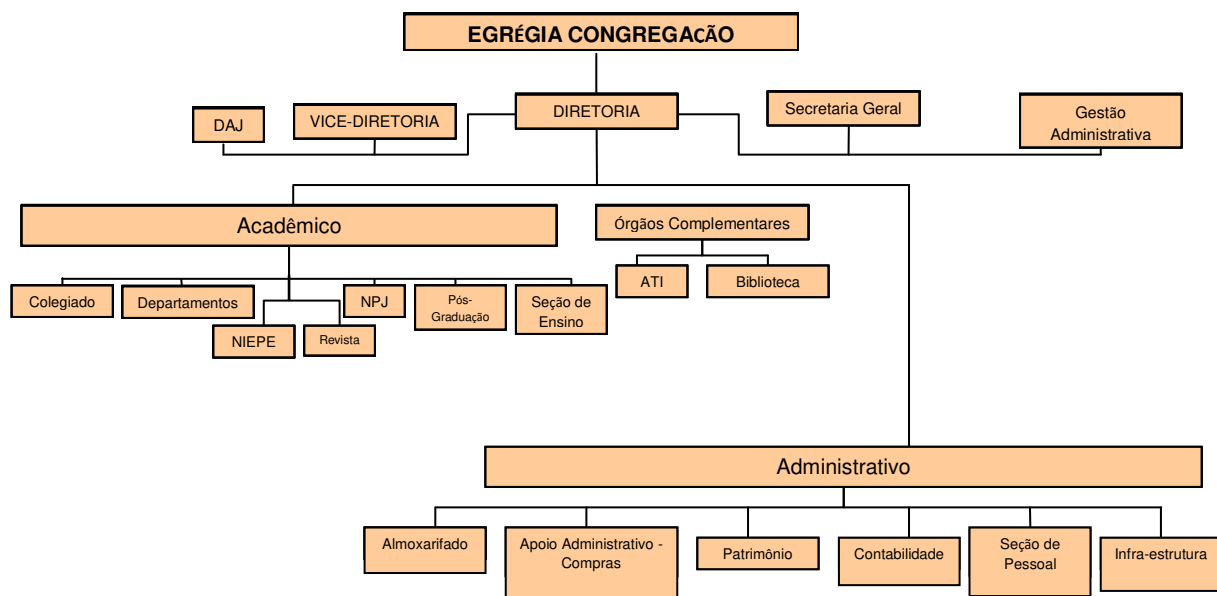 EGRÉGIA CONGREGAÇÃO
DAJ
VICE-DIRETORIA
DIRETORIA
Secretaria Geral
Gestão
Administrativa
Acadêmico
Órgãos Complementares
Colegiado
Departamentos
NIEPE
Revista
NPJ
Pós-
Graduação
Seção de
Ensino
ATI
Biblioteca
Administrativo
Almoxarifado
Apoio Administrativo -
Compras
Patrimônio
Contabilidade
Seção de
Pessoal
Infra-estrutura